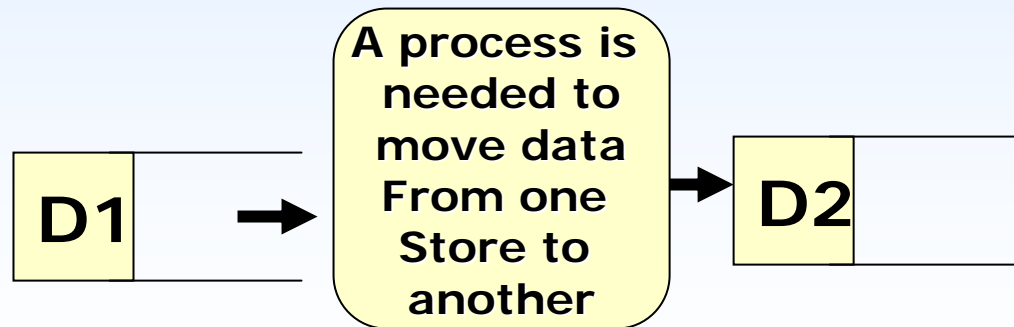 D1
A process is
needed to
move data
From one
Store to
another
D2